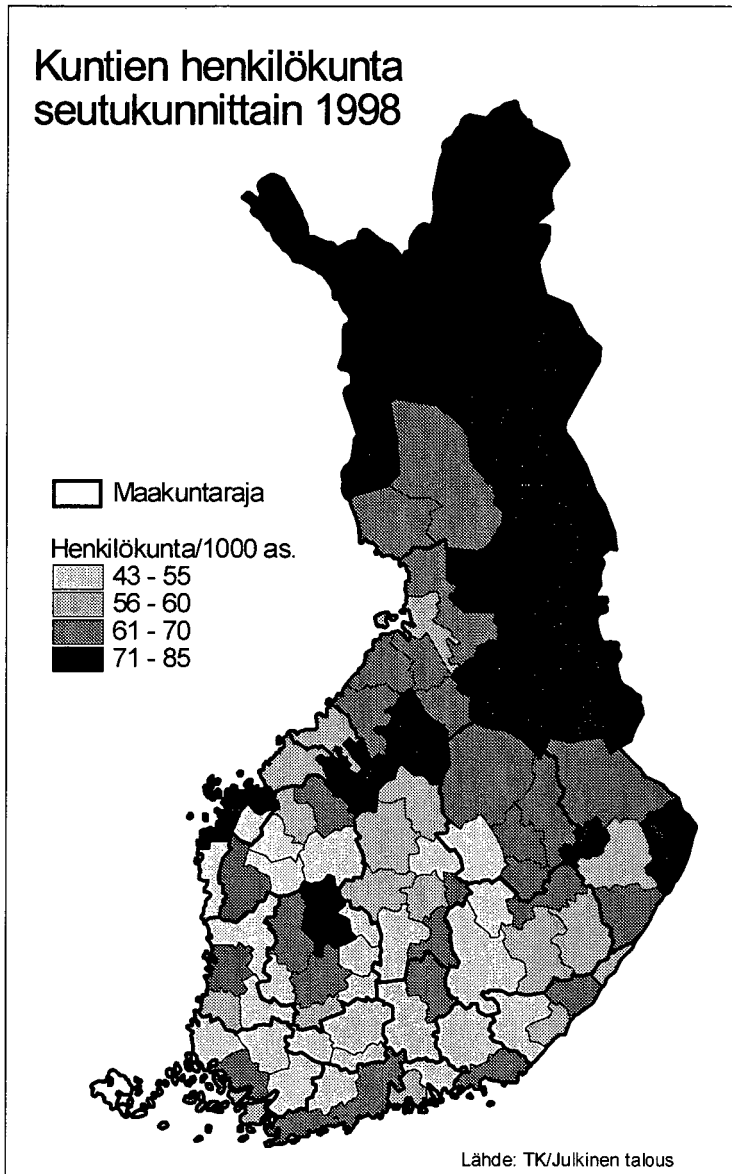 Kuntien henkilökunta
seutukunnittain 1998
Maakuntaraja
Henkilökunta/1000 as.
43 - 55
56 - 60
61 - 70
71 - 85
Lähde: TK/Julkinen talous